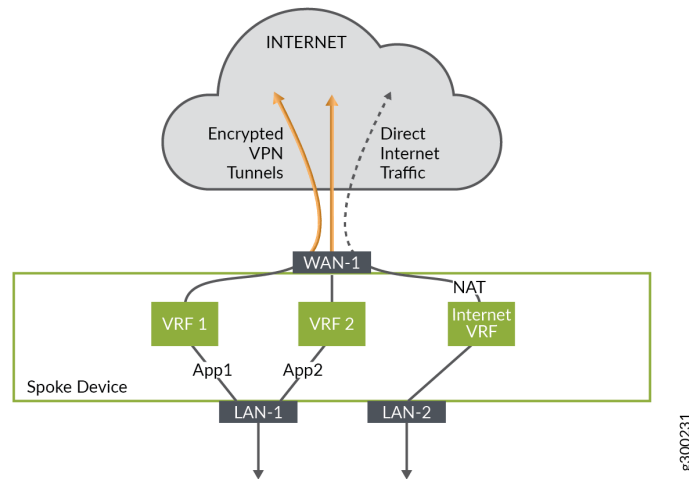 INTERNET
Encrypted
VPN
Tunnels
Direct
Internet
Traffic
WAN-1
NAT
VRF 1
VRF 2
Internet
VRF
App1
App2
Spoke Device
LAN-1
LAN-2
g300231